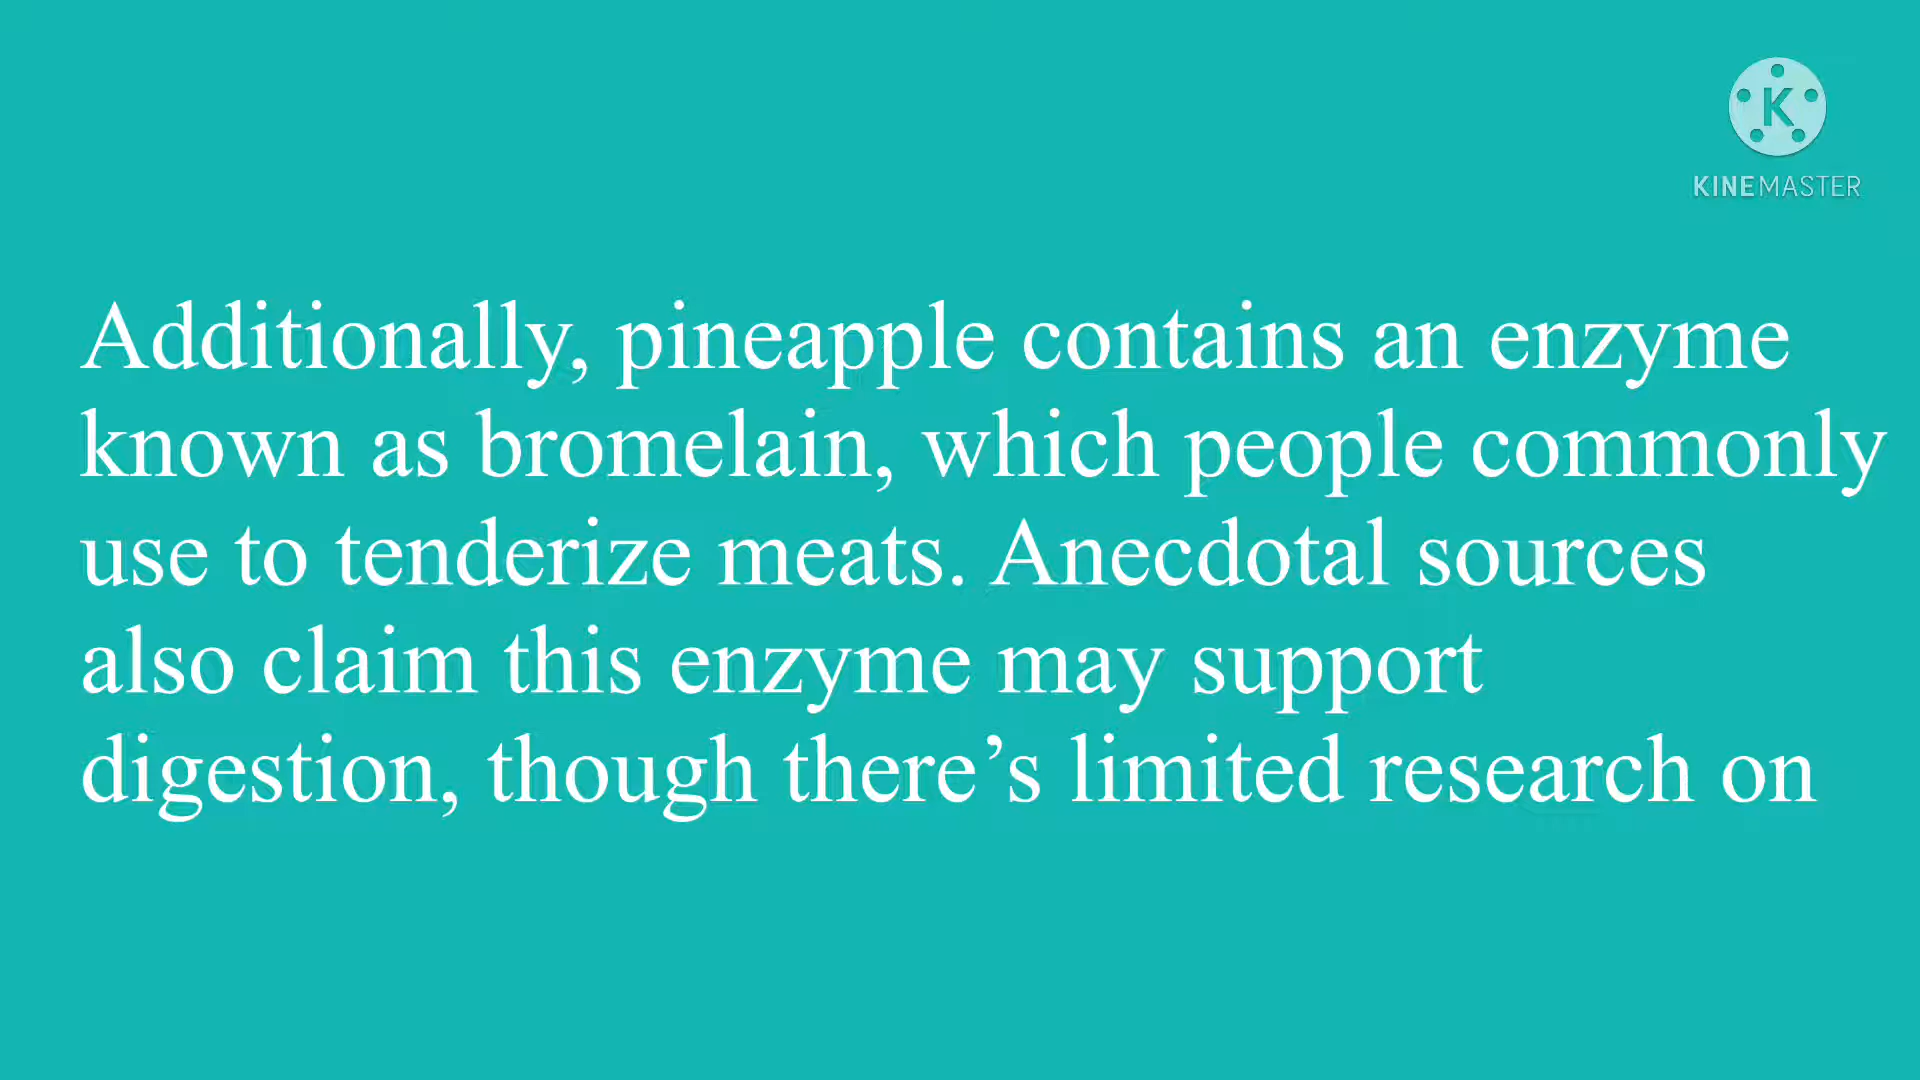 K
KINEMASTER
Additionally, pineapple contains an enzyme
known as bromelain, which people commonly
use to tenderize meats. Anecdotal sources
also claim this enzyme may support
digestion, though there’s limited research on